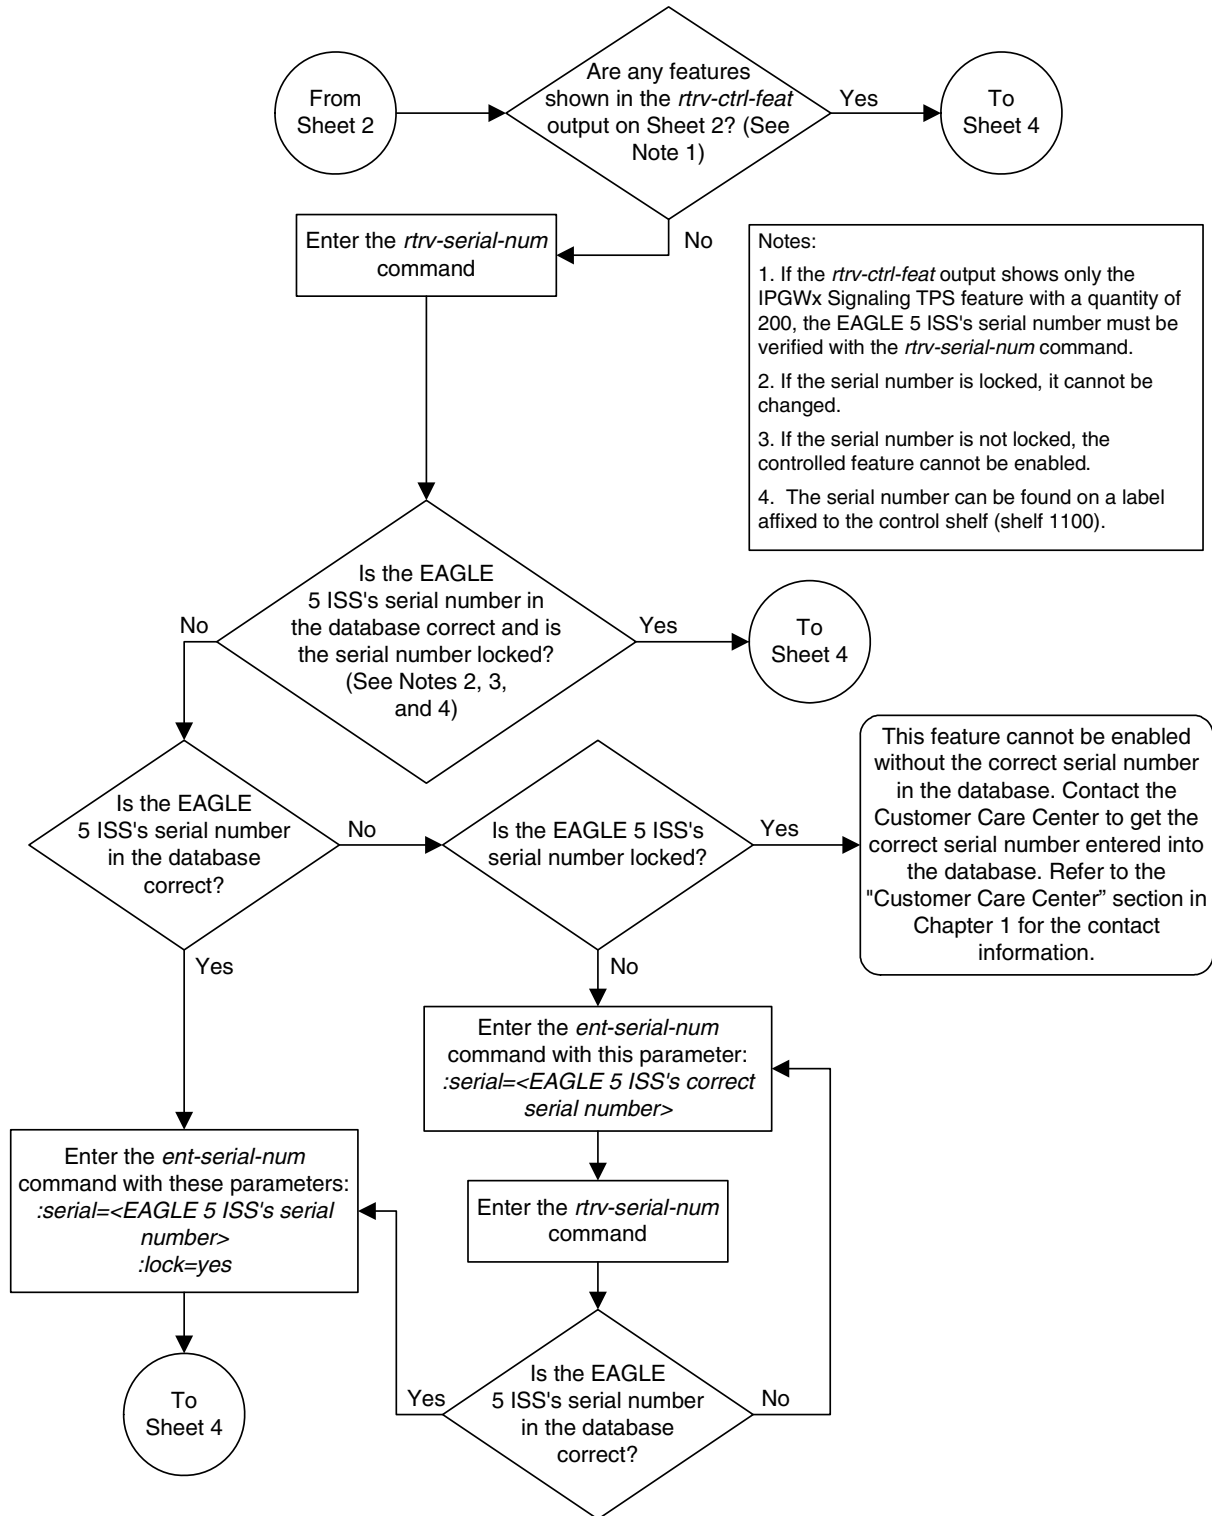 From
Sheet 2
Are any features
shown in the rtrv-ctrl-feat
output on Sheet 2? (See
Note 1)
Yes
To
Sheet 4
No
Enter the rtrv-serial-num
command
Notes:
1. If the rtrv-ctrl-feat output shows only the
IPGWx Signaling TPS feature with a quantity of
200, the EAGLE 5 ISS's serial number must be
verified with the rtrv-serial-num command.
2. If the serial number is locked, it cannot be
changed.
3. If the serial number is not locked, the
controlled feature cannot be enabled.
4. The serial number can be found on a label
affixed to the control shelf (shelf 1100).
Is the EAGLE
5 ISS's serial number in
the database correct and is
the serial number locked?
(See Notes 2, 3,
and 4)
No
Yes
To
Sheet 4
Is the EAGLE
5 ISS's serial number
in the database
correct?
No
Is the EAGLE 5 ISS's
serial number locked?
Yes
This feature cannot be enabled
without the correct serial number
in the database. Contact the
Customer Care Center to get the
correct serial number entered into
the database. Refer to the
"Customer Care Center” section in
Chapter 1 for the contact
information.
Yes
No
Enter the ent-serial-num
command with this parameter:
:serial=<EAGLE 5 ISS's correct
serial number>
Enter the ent-serial-num
command with these parameters:
:serial=<EAGLE 5 ISS's serial
number>
:lock=yes
Enter the rtrv-serial-num
command
Is the EAGLE
5 ISS's serial number
in the database
correct?
Yes
No
To
Sheet 4